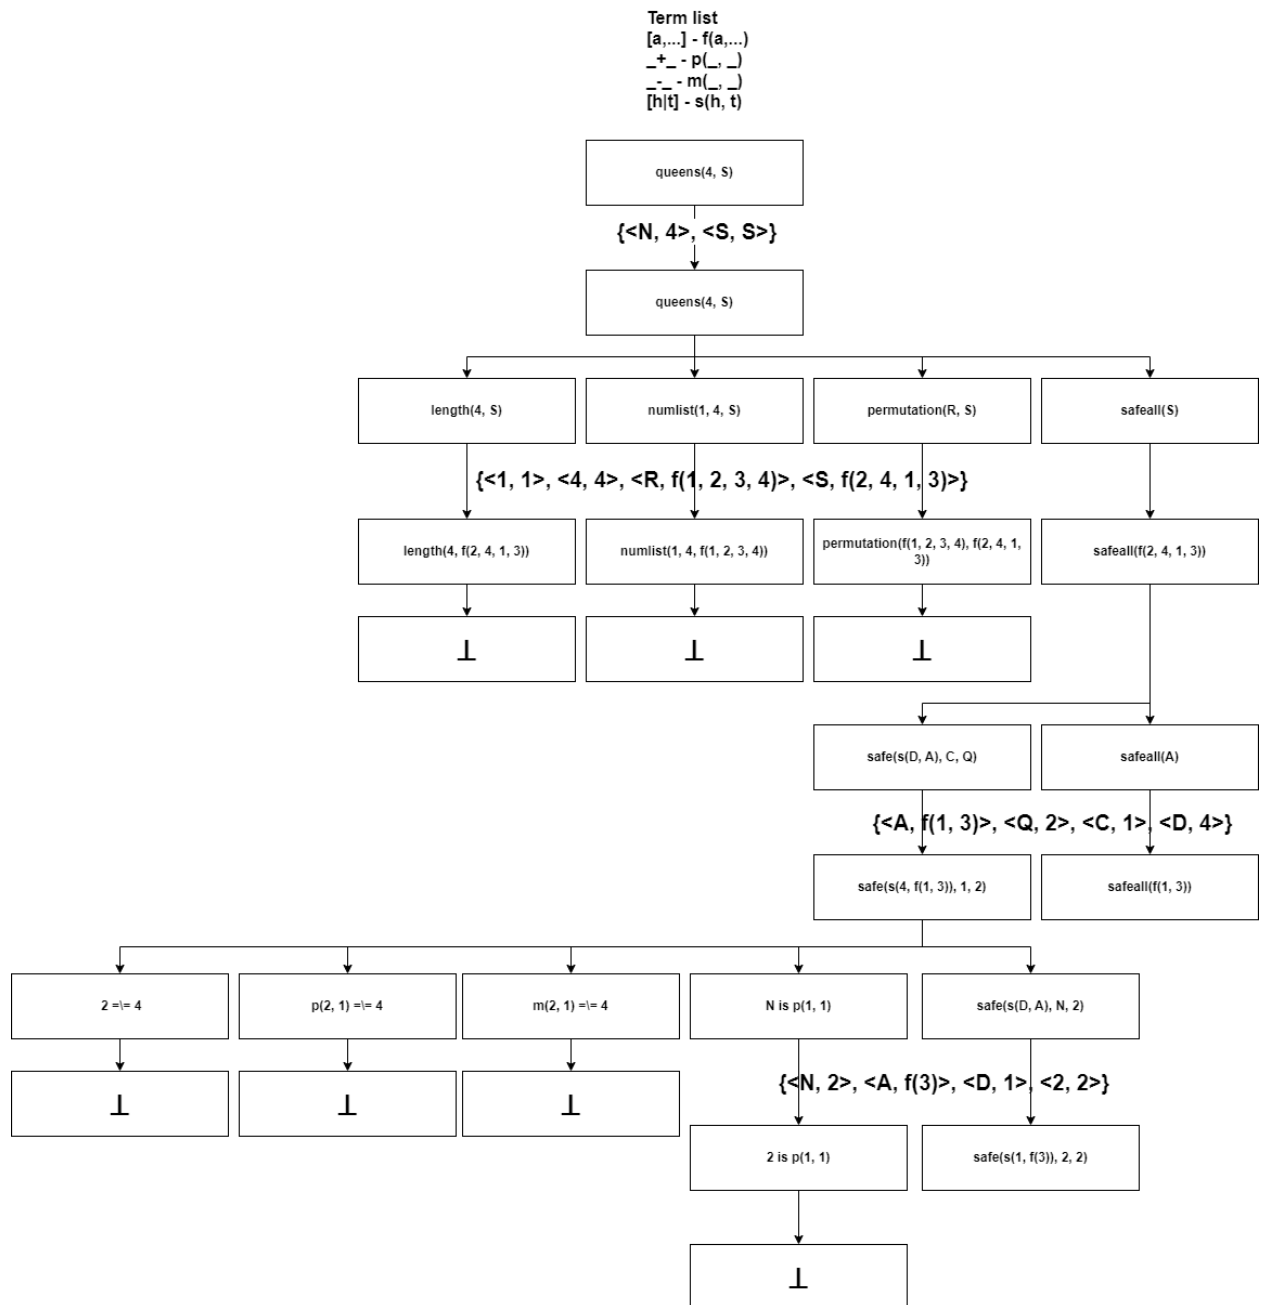 Term list
[a,...] - f(a,...)
_+_ - p(_, _)
_-_ - m(_, _)
[h|t] - s(h, t)
queens(4, S)
{<N, 4>, <S, S>}
queens(4, S)
length(4, S)
numlist(1, 4, S)
permutation(R, S)
safeall(S)
{<1, 1>, <4, 4>, <R, f(1, 2, 3, 4)>, <S, f(2, 4, 1, 3)>}
length(4, f(2, 4, 1, 3))
numlist(1, 4, f(1, 2, 3, 4))
permutation(f(1, 2, 3, 4), f(2, 4, 1,
3))
safeall(f(2, 4, 1, 3))
⊥
⊥
⊥
safe(s(D, A), C, Q)
safeall(A)
{<A, f(1, 3)>, <Q, 2>, <C, 1>, <D, 4>}
safe(s(4, f(1, 3)), 1, 2)
safeall(f(1, 3))
2 =\= 4
p(2, 1) =\= 4
m(2, 1) =\= 4
N is p(1, 1)
safe(s(D, A), N, 2)
⊥
⊥
⊥
{<N, 2>, <A, f(3)>, <D, 1>, <2, 2>}
2 is p(1, 1)
safe(s(1, f(3)), 2, 2)
⊥